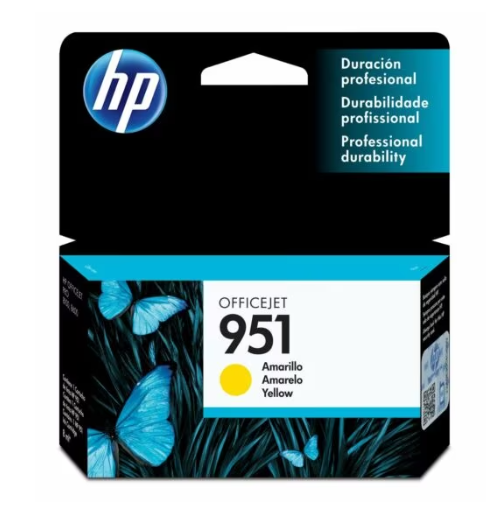 hp
Duración
profesional
Durabilidade
profissional
Professional
durability
OFFICEJET
951
Amarillo
Amarelo
Yellow